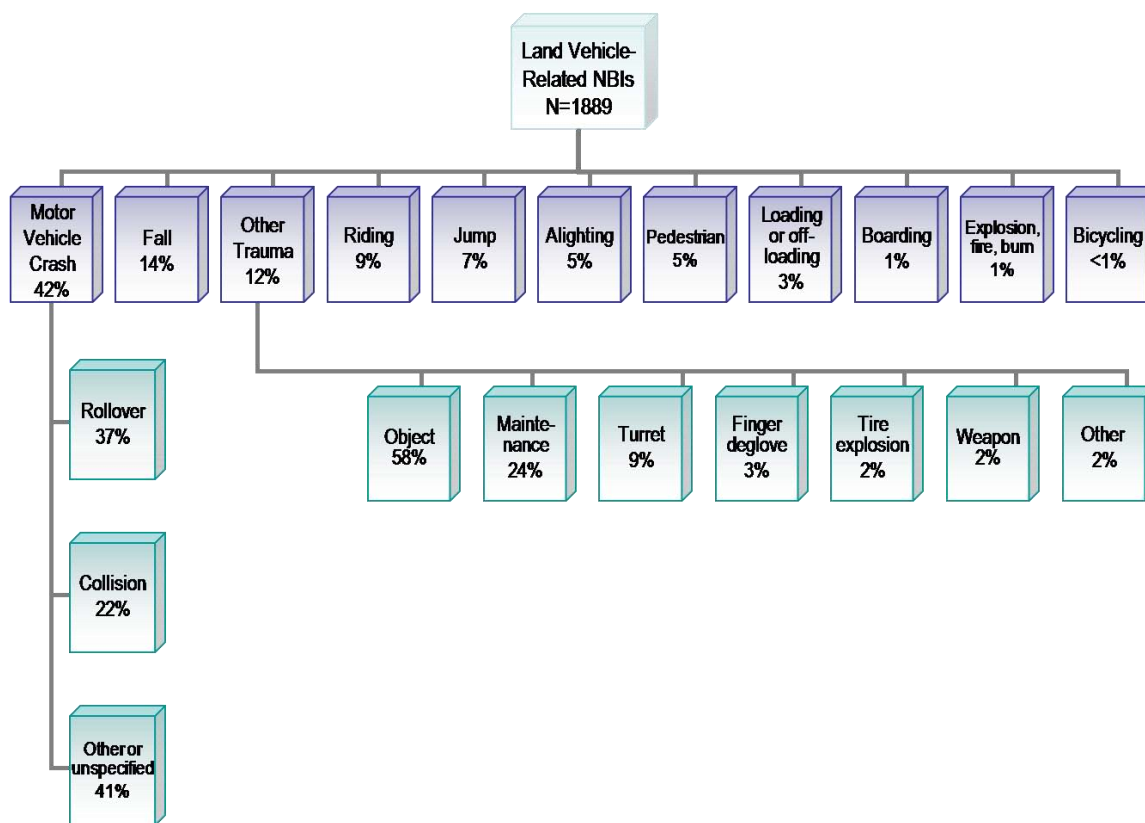 Land Vehicle-
Related NBIs
N=1889
Motor
Vehicle
Crash
42%
Fall
14%
Other
Trauma
12%
Riding
9%
Jump
7%
Alighting
5%
Pedestrian
5%
Loading
or off-
loading
3%
Boarding
1%
Explosion,
fire, burn
1%
Bicycling
<1%
Rollover
37%
Collision
22%
Other or
unspecified
41%
Object
58%
Mainte-
nance
24%
Turret
9%
Finger
deglove
3%
Tire
explosion
2%
Weapon
2%
Other
2%